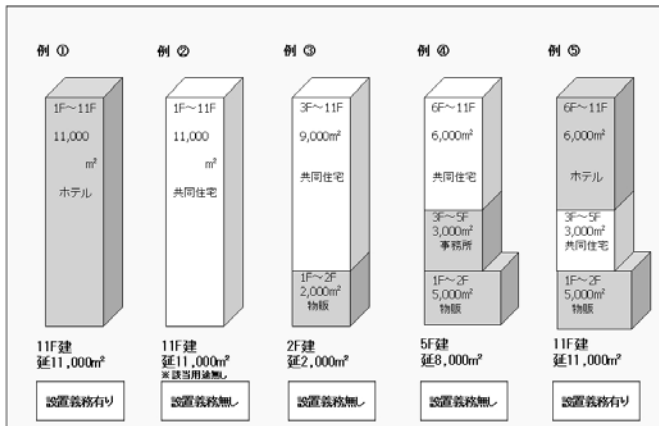 例 ①
1F～11F
11,000
m²
ホテル
11F建
延11,000m²
設置義務有り
例 ②
1F～11F
11,000
m²
共同住宅
11F建
延11,000m²
※該当用途無し
設置義務無し
例 ③
3F～11F
9,000m²
共同住宅
1F～2F
2,000m²
物販
2F建
延2,000m²
設置義務無し
例 ④
6F～11F
6,000m²
共同住宅
3F～5F
3,000m²
事務所
1F～2F
5,000m²
物販
5F建
延8,000m²
設置義務無し
例 ⑤
6F～11F
6,000m²
ホテル
3F～5F
3,000m²
共同住宅
1F～2F
5,000m²
物販
11F建
延11,000m²
設置義務有り